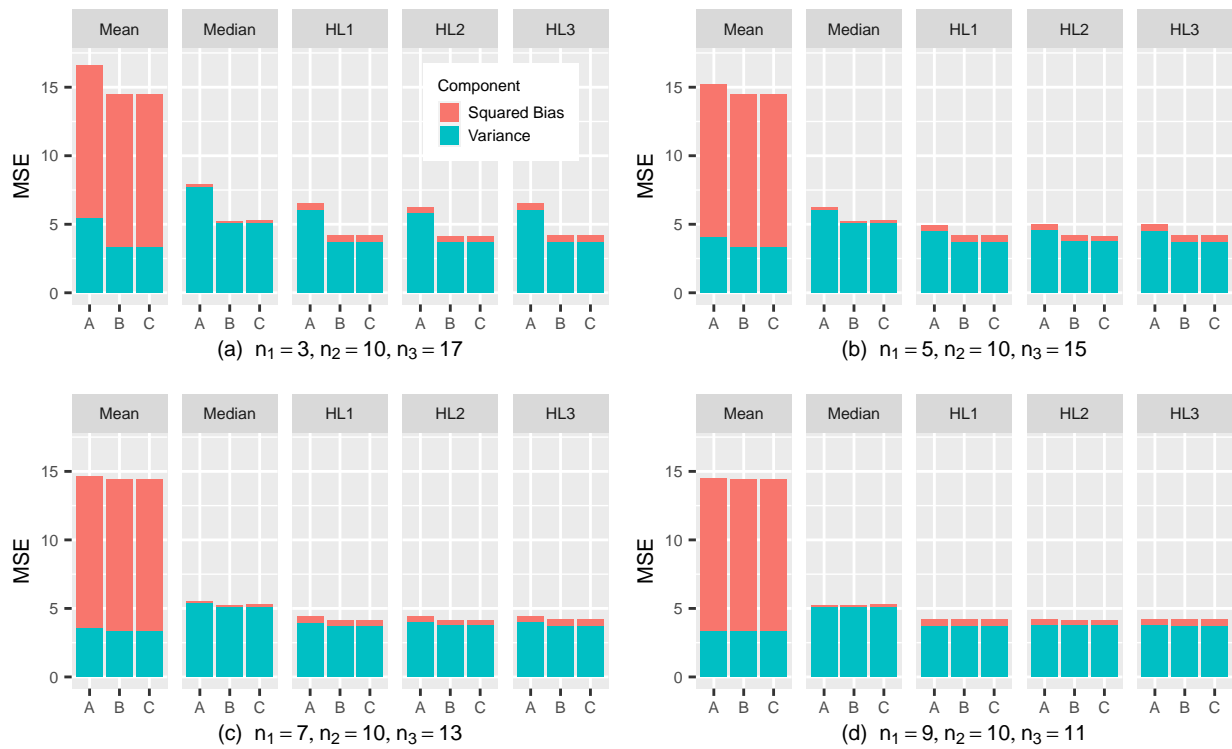 Mean Median HL1 HL2 HL3
MSE
15
10
5
0
Component
Squared Bias
Variance
A B C A B C A B C A B C A B C
(a) n₁ = 3, n₂ = 10, n₃ = 17
Mean Median HL1 HL2 HL3
MSE
15
10
5
0
A B C A B C A B C A B C A B C
(b) n₁ = 5, n₂ = 10, n₃ = 15
Mean Median HL1 HL2 HL3
MSE
15
10
5
0
A B C A B C A B C A B C A B C
(c) n₁ = 7, n₂ = 10, n₃ = 13
Mean Median HL1 HL2 HL3
MSE
15
10
5
0
A B C A B C A B C A B C A B C
(d) n₁ = 9, n₂ = 10, n₃ = 11